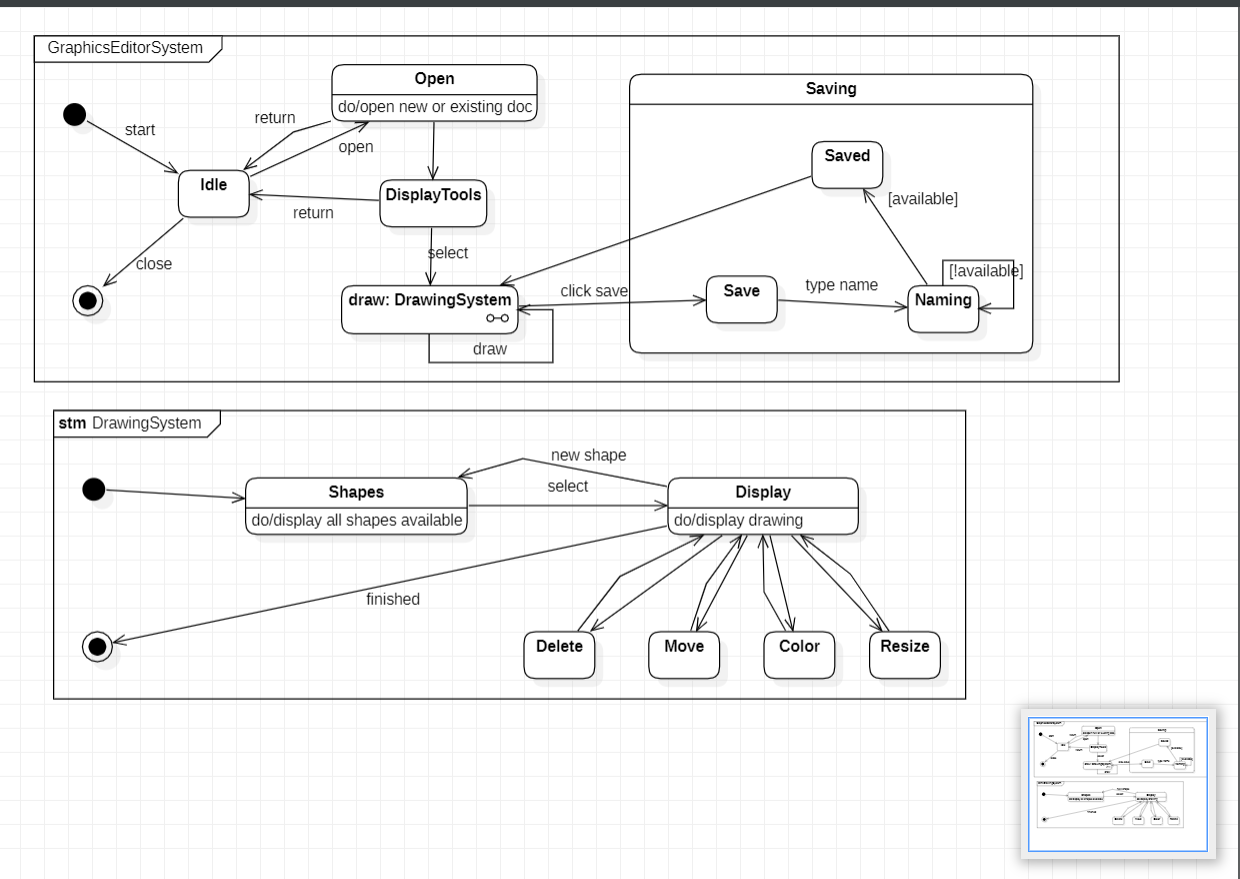 GraphicsEditorSystem
Open
do/open new or existing doc
Saving
start
return
open
Idle
DisplayTools
return
close
select
draw: DrawingSystem
draw
click save
Save
type name
Saved
[available]
[!available]
Naming
stm DrawingSystem
new shape
Shapes
do/display all shapes available
select
Display
do/display drawing
finished
Delete
Move
Color
Resize